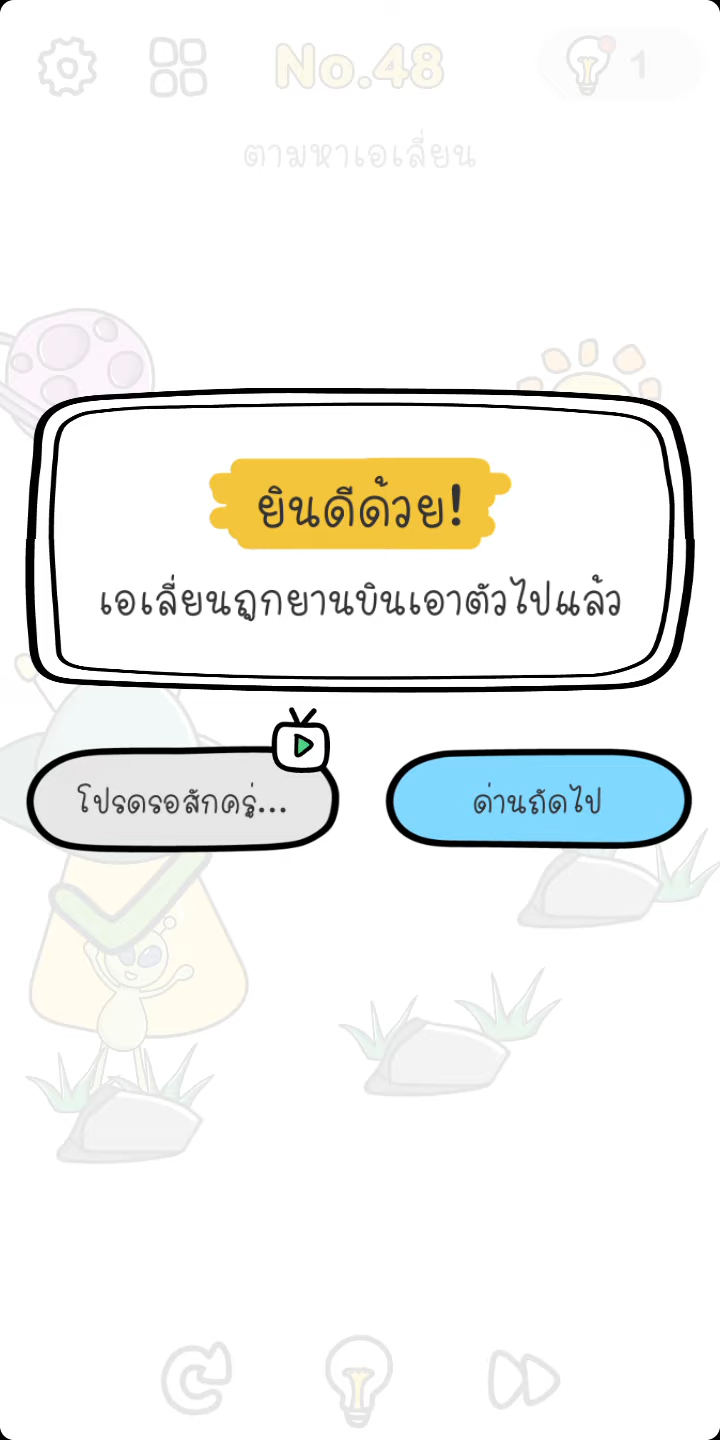 No.48
1
ตามหาเอเลี่ยน
ยินดีด้วย!
เอเลี่ยนถูกยานบินเอาตัวไปแล้ว
โปรดรอสักครู่...
ด่านถัดไป